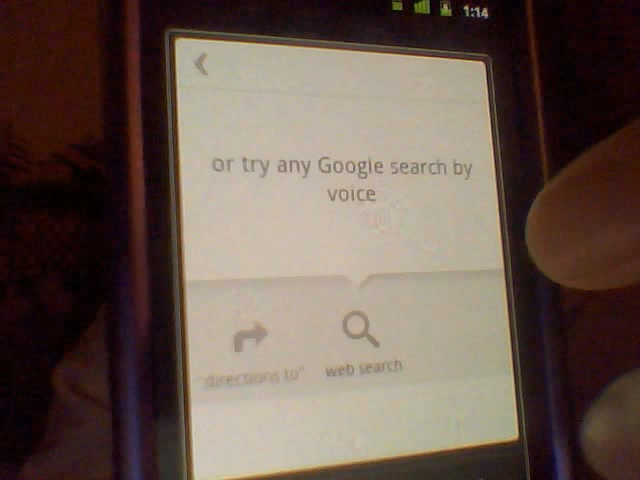 1:14
or try any Google search by
voice
"directions to"
web search